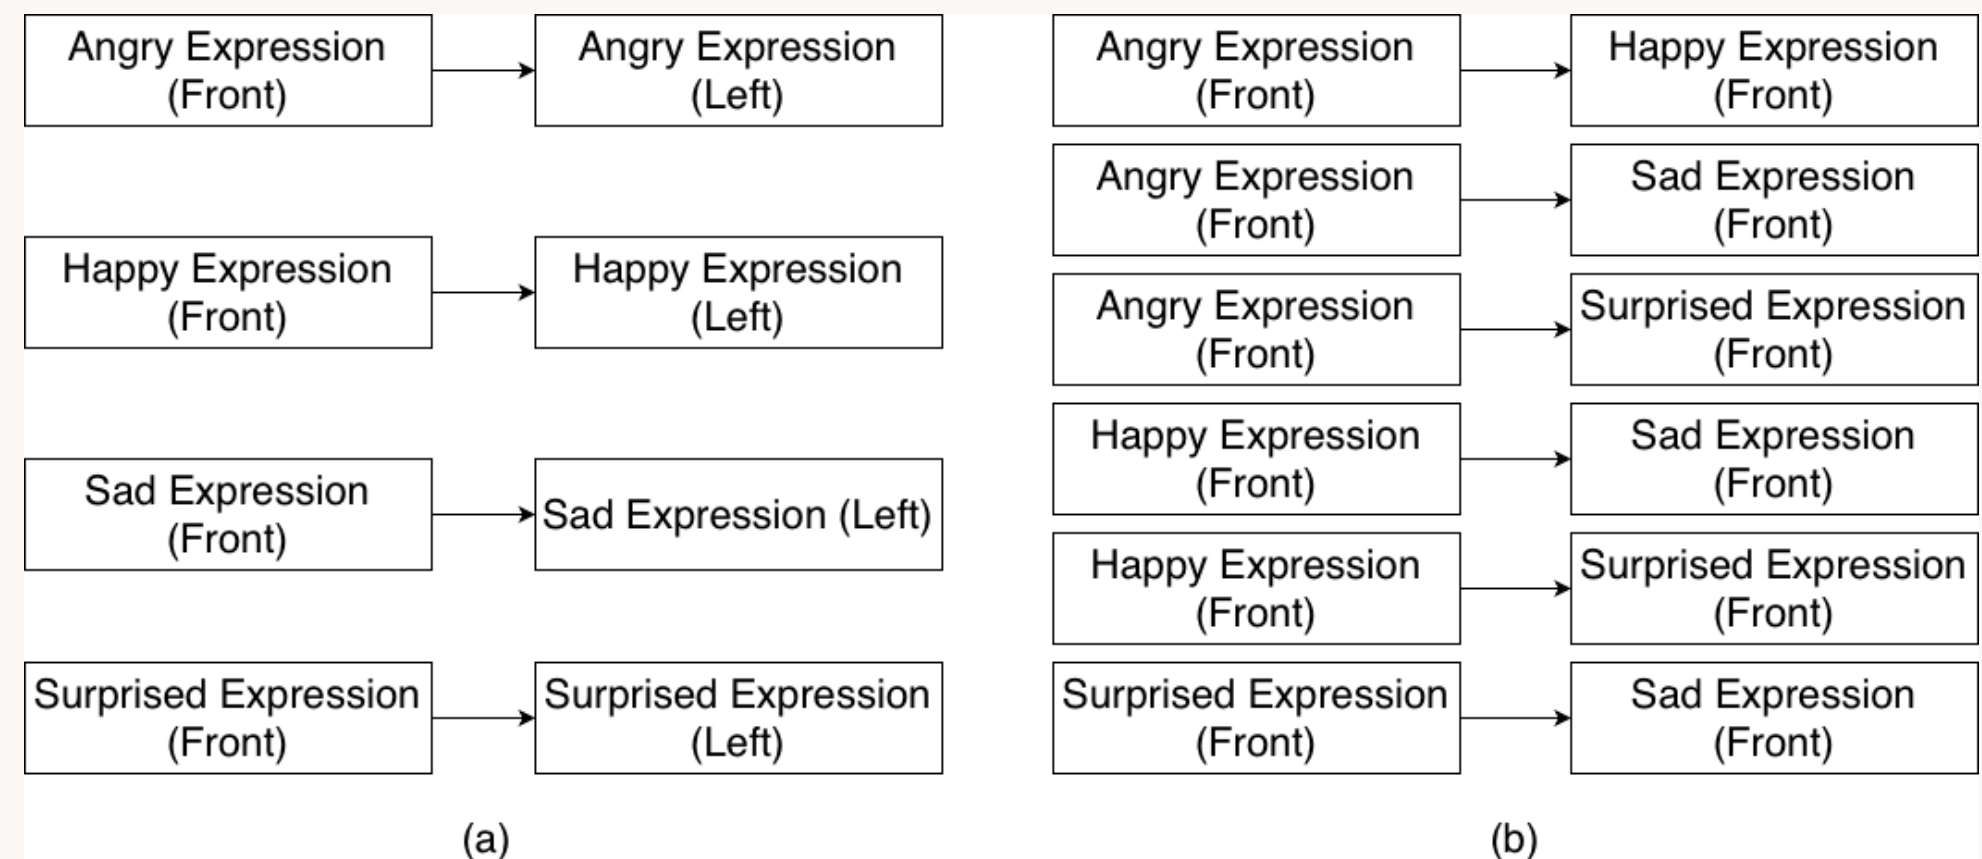 Angry Expression
(Front)
Angry Expression
(Left)
Happy Expression
(Front)
Happy Expression
(Left)
Sad Expression
(Front)
Sad Expression (Left)
Surprised Expression
(Front)
Surprised Expression
(Left)
(a)
Angry Expression
(Front)
Happy Expression
(Front)
Angry Expression
(Front)
Sad Expression
(Front)
Angry Expression
(Front)
Surprised Expression
(Front)
Happy Expression
(Front)
Sad Expression
(Front)
Happy Expression
(Front)
Surprised Expression
(Front)
Surprised Expression
(Front)
Sad Expression
(Front)
(b)